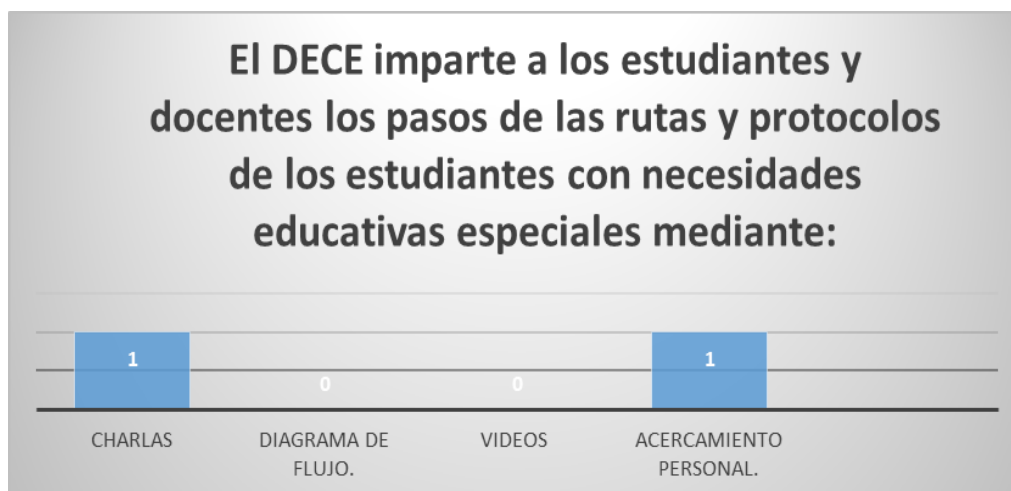 El DECE imparte a los estudiantes y
docentes los pasos de las rutas y protocolos
de los estudiantes con necesidades
educativas especiales mediante:
1
0
0
1
CHARLAS
DIAGRAMA DE
FLUJO.
VIDEOS
ACERCAMIENTO
PERSONAL.